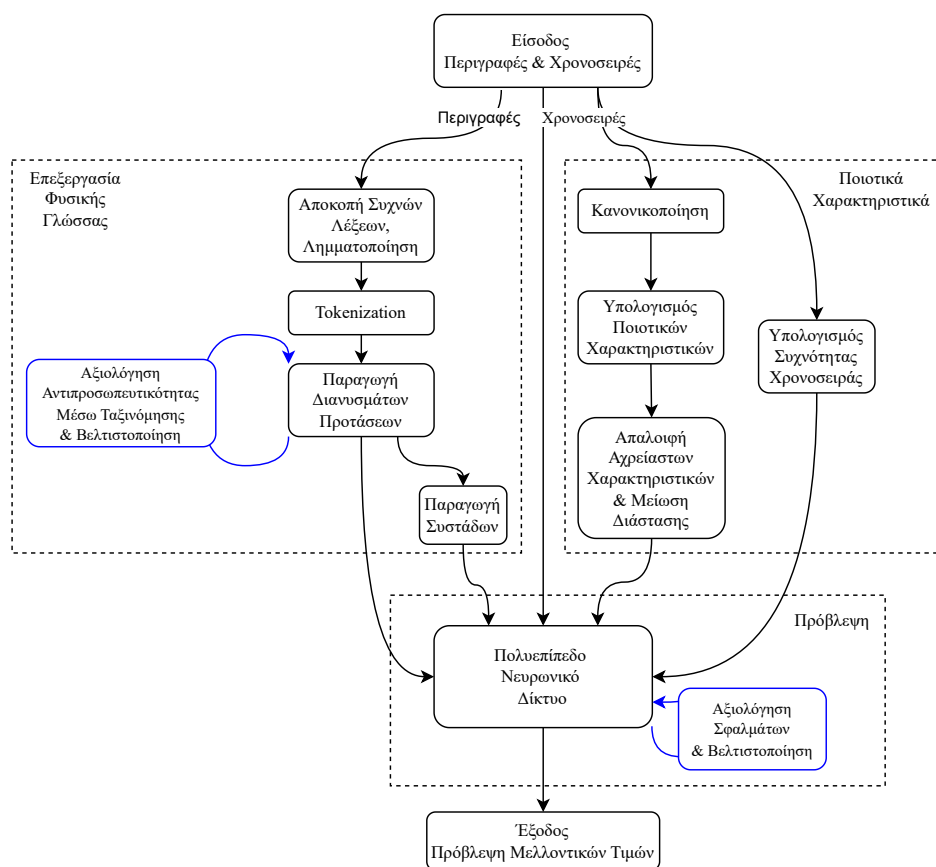 Είσοδος
Περιγραφές & Χρονοσειρές
Περιγραφές
Χρονοσειρές
Επεξεργασία
Φυσικής
Γλώσσας
Αποκοπή Συχνών
Λέξεων,
Λημματοποίηση
Tokenization
Αξιολόγηση
Αντιπροσωπευτικότητας
Μέσω Ταξινόμησης
& Βελτιστοποίηση
Παραγωγή
Διανυσμάτων
Προτάσεων
Παραγωγή
Συστάδων
Ποιοτικά
Χαρακτηριστικά
Κανονικοποίηση
Υπολογισμός
Ποιοτικών
Χαρακτηριστικών
Απαλοιφή
Αχρείαστων
Χαρακτηριστικών
& Μείωση
Διάστασης
Υπολογισμός
Συχνότητας
Χρονοσειράς
Πρόβλεψη
Πολυεπίπεδο
Νευρωνικό
Δίκτυο
Αξιολόγηση
Σφαλμάτων
& Βελτιστοποίηση
Έξοδος
Πρόβλεψη Μελλοντικών Τιμών